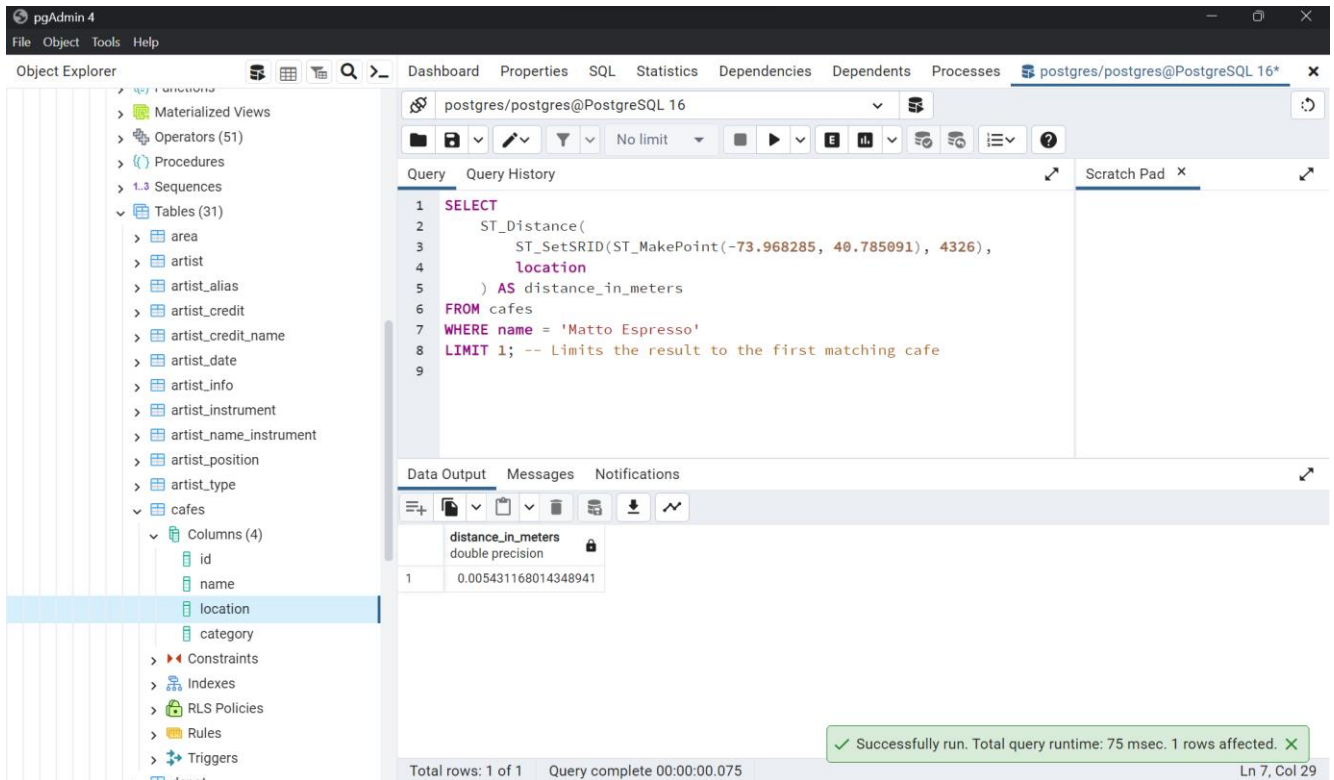 pgAdmin 4
File Object Tools Help
Object Explorer
Materialized Views
Operators (51)
Procedures
1..3 Sequences
Tables (31)
area
artist
artist_alias
artist_credit
artist_credit_name
artist_date
artist_info
artist_instrument
artist_name_instrument
artist_position
artist_type
cafes
Columns (4)
id
name
location
category
Constraints
Indexes
RLS Policies
Rules
Triggers
Dashboard Properties SQL Statistics Dependencies Dependents Processes postgres/postgres@PostgreSQL 16*
postgres/postgres@PostgreSQL 16
No limit
E
Query Query History
Scratch Pad
1 SELECT
2 ST_Distance(
3 ST_SetSRID(ST_MakePoint(-73.968285, 40.785091), 4326),
4 location
5 ) AS distance_in_meters
6 FROM cafes
7 WHERE name = 'Matto Espresso'
8 LIMIT 1; -- Limits the result to the first matching cafe
9
Data Output Messages Notifications
distance_in_meters
double precision
1 0.005431168014348941
Successfully run. Total query runtime: 75 msec. 1 rows affected.
Total rows: 1 of 1 Query complete 00:00:00.075 Ln 7, Col 29